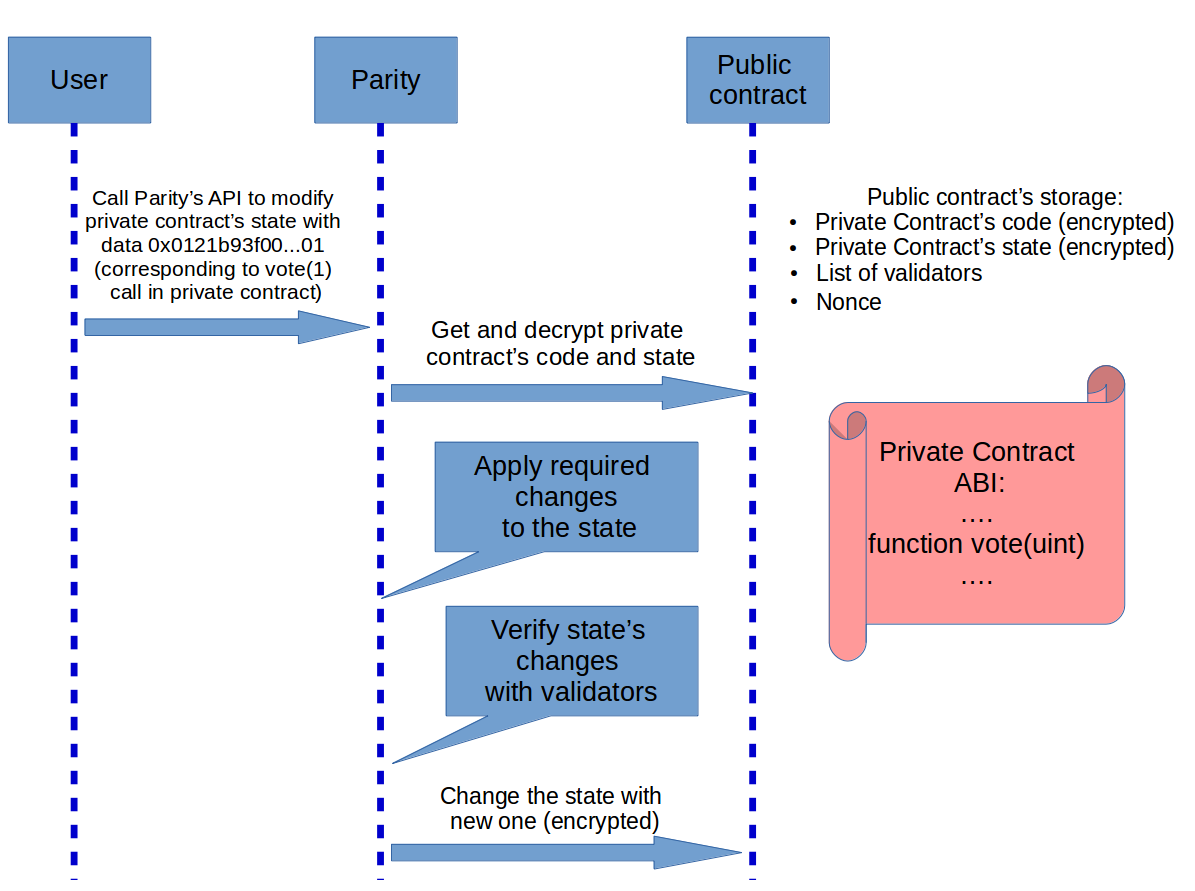 User
Parity
Public
contract
Call Parity’s API to modify
private contract’s state with
data 0x0121b93f00...01
(corresponding to vote(1)
call in private contract)
Public contract’s storage:
• Private Contract’s code (encrypted)
• Private Contract’s state (encrypted)
• List of validators
• Nonce
Get and decrypt private
contract’s code and state
Apply required
changes
to the state
Private Contract
ABI:
....
function vote(uint)
....
Verify state’s
changes
with validators
Change the state with
new one (encrypted)